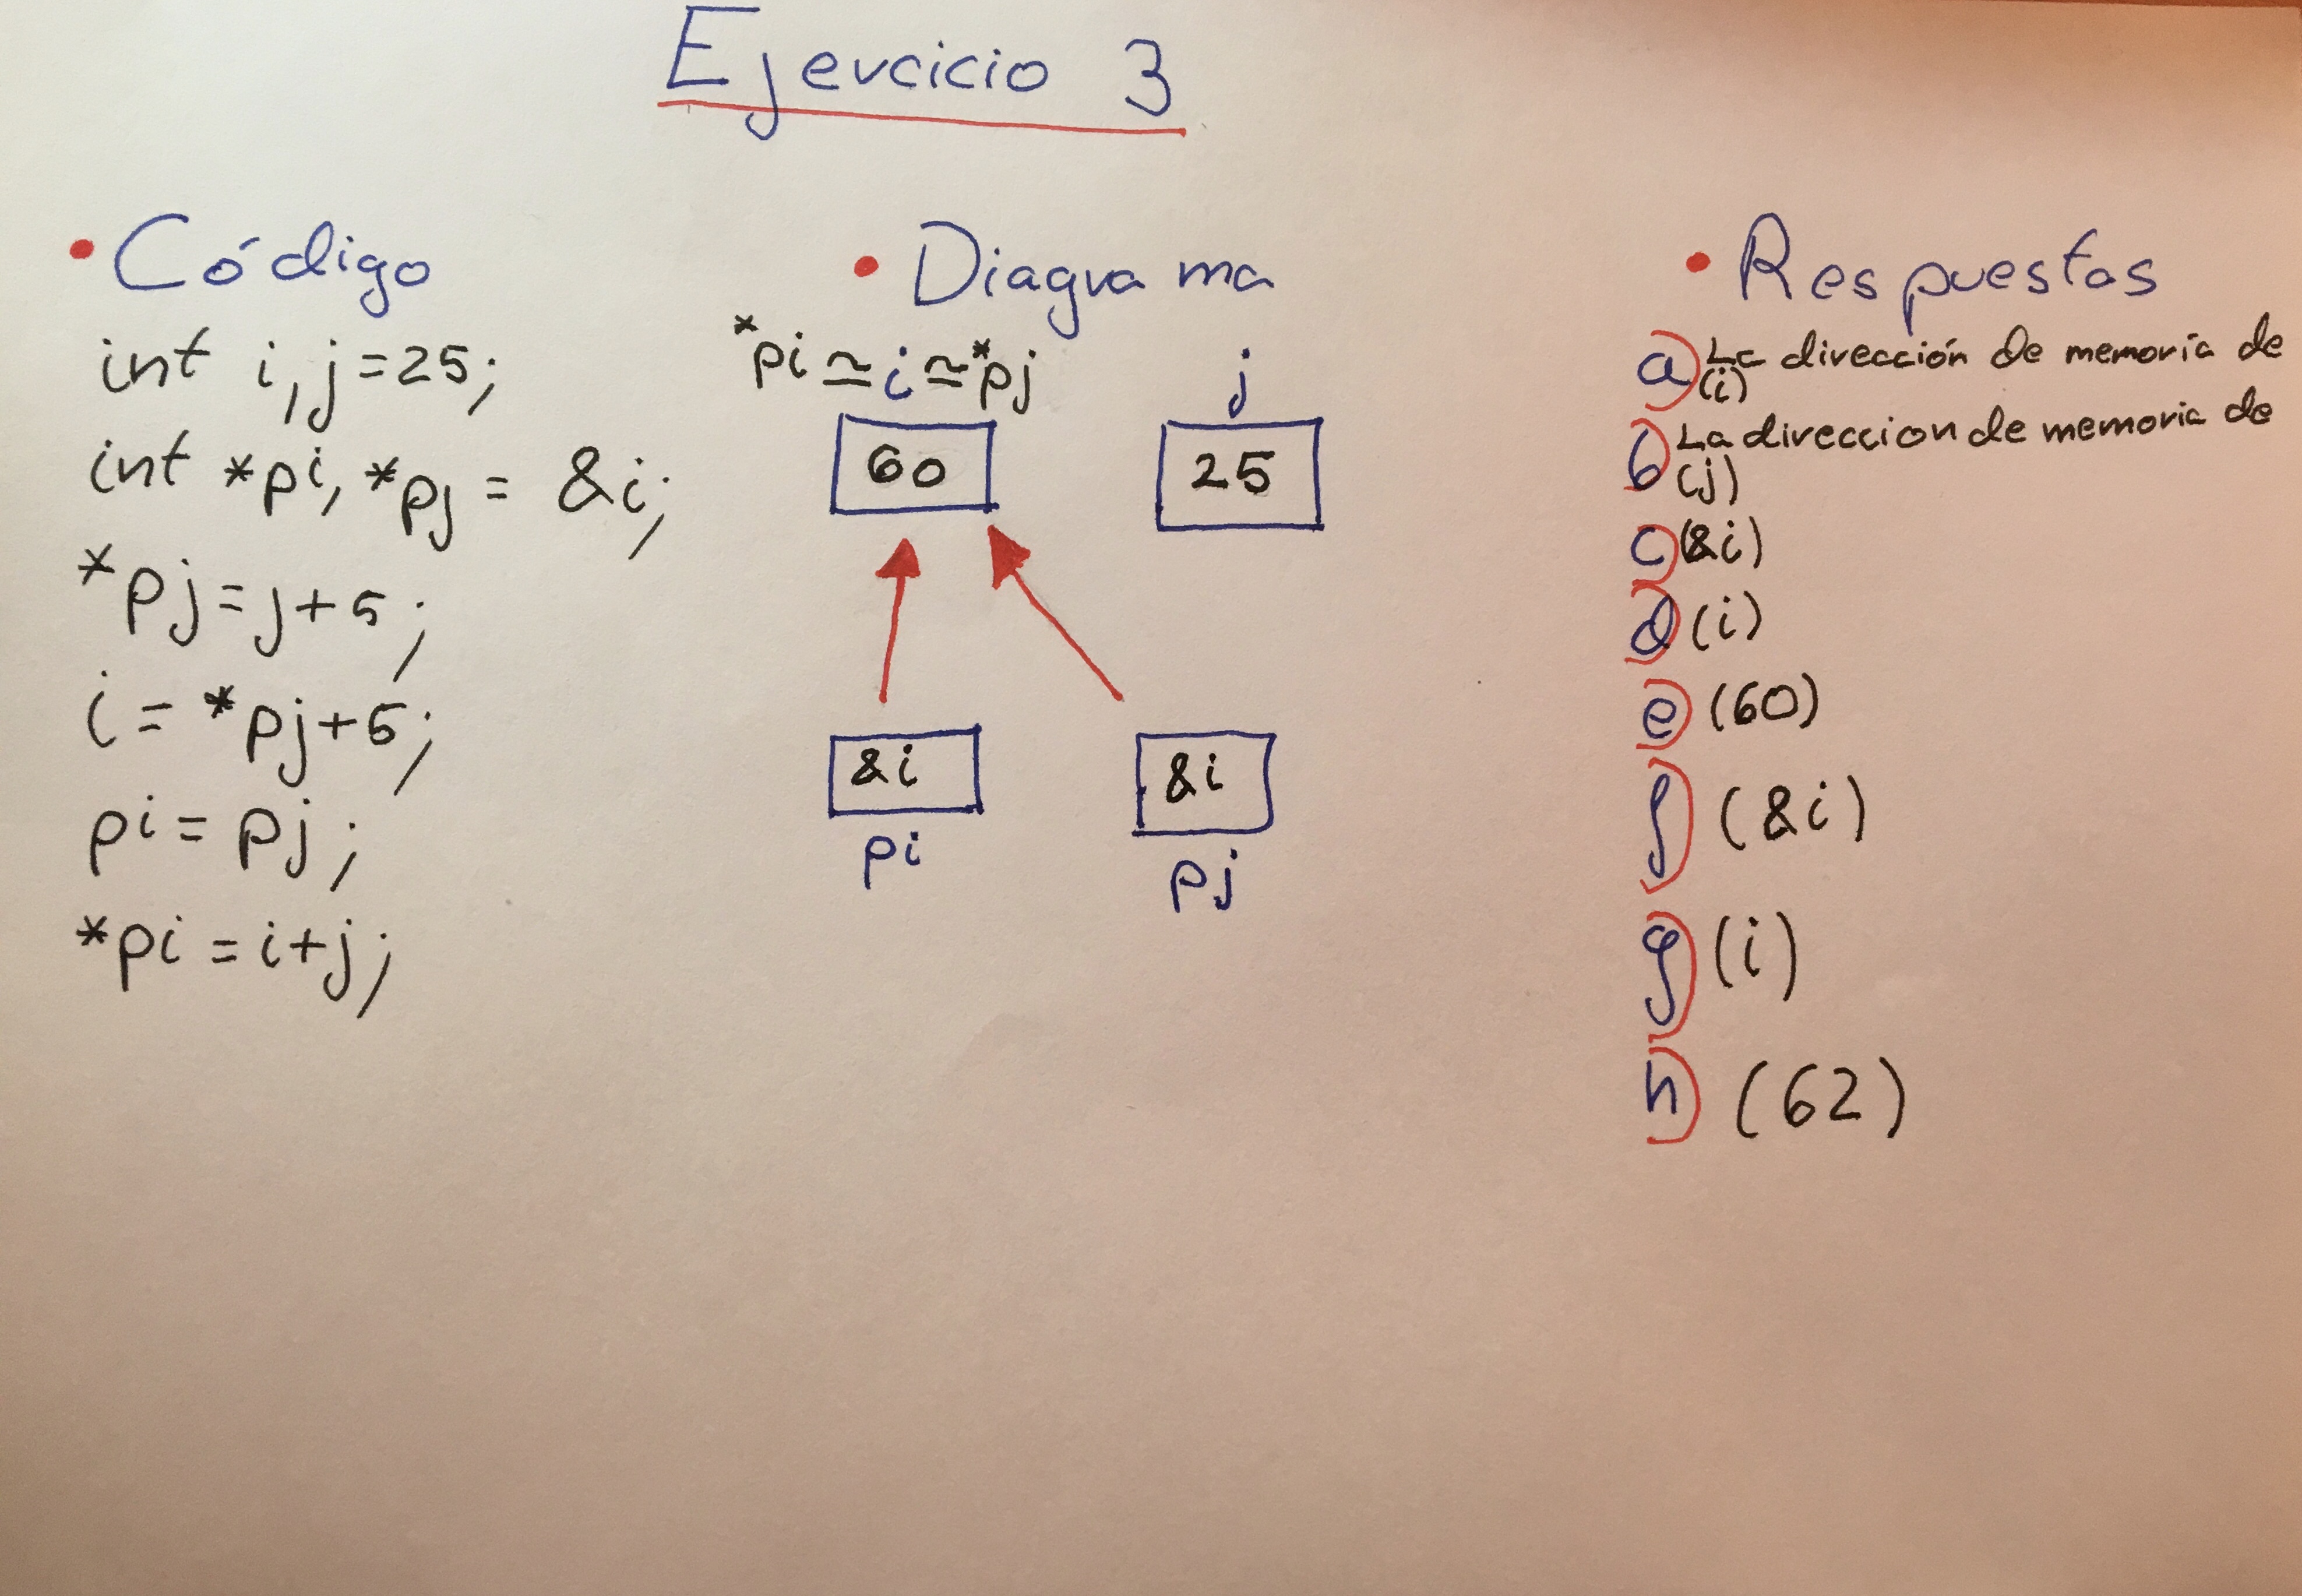 Ejercicio 3
• Código
int i, j = 25;
int *pi, *pj = &i;
*pj = j + 5;
i = *pj + 5;
pi = pj;
*pi = i + j;
• Diagrama
*pi ≃ i ≃ *pj
j
60
25
&i
&i
pi
pj
• Respuestas
a) La dirección de memoria de
(i)
b) La direccion de memoria de
(j)
c) (&i)
d) (i)
e) (60)
f) (&i)
g) (i)
h) (62)